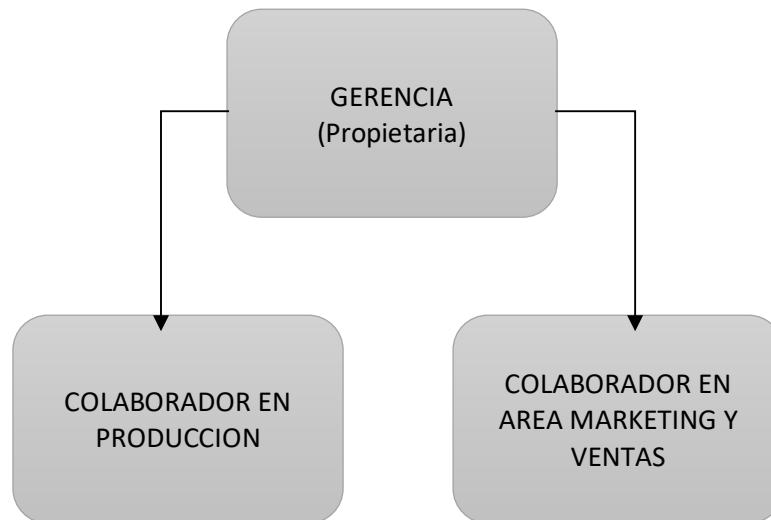 GERENCIA
(Propietaria)
COLABORADOR EN
PRODUCCION
COLABORADOR EN
AREA MARKETING Y
VENTAS